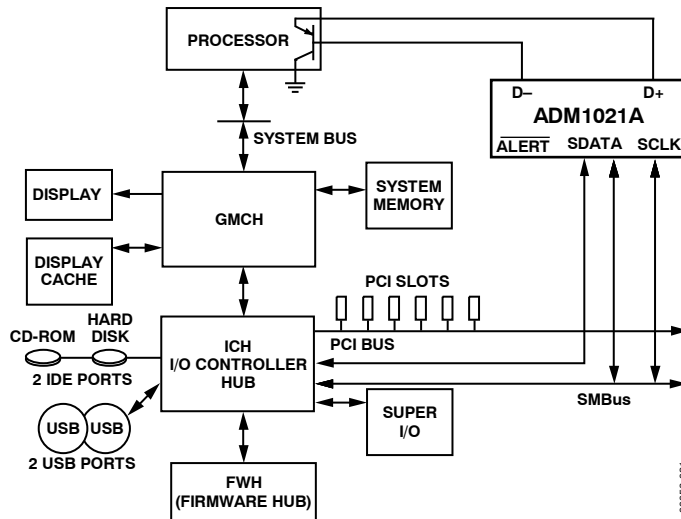 PROCESSOR
D–
D+
ADM1021A
ALERT
SDATA
SCLK
SYSTEM BUS
DISPLAY
GMCH
SYSTEM
MEMORY
DISPLAY
CACHE
PCI SLOTS
HARD
DISK
CD-ROM
ICH
I/O CONTROLLER
HUB
PCI BUS
2 IDE PORTS
SMBus
USB
USB
SUPER
I/O
2 USB PORTS
FWH
(FIRMWARE HUB)